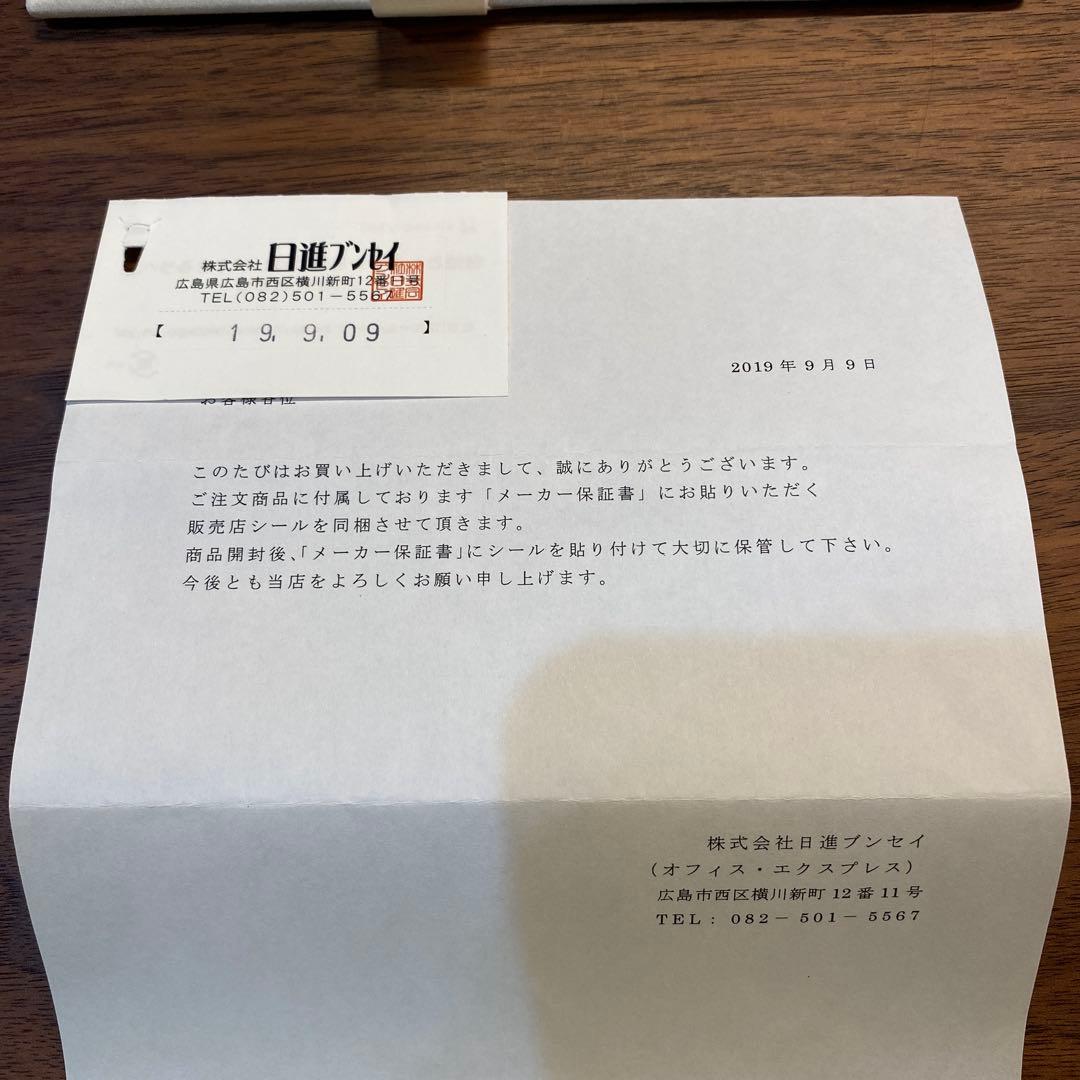 株式会社 日進ブンセイ
広島県広島市西区横川新町12番 号
TEL(082)501-5567
【 19. 9. 09 】
2019年9月9日
お客様各位
このたびはお買い上げいただきまして、誠にありがとうございます。
ご注文商品に付属しております「メーカー保証書」にお貼りいただく
販売店シールを同梱させて頂きます。
商品開封後、「メーカー保証書」にシールを貼り付けて大切に保管して下さい。
今後とも当店をよろしくお願い申し上げます。
株式会社日進ブンセイ
（オフィス・エクスプレス）
広島市西区横川新町12番11号
TEL: 082-501-5567